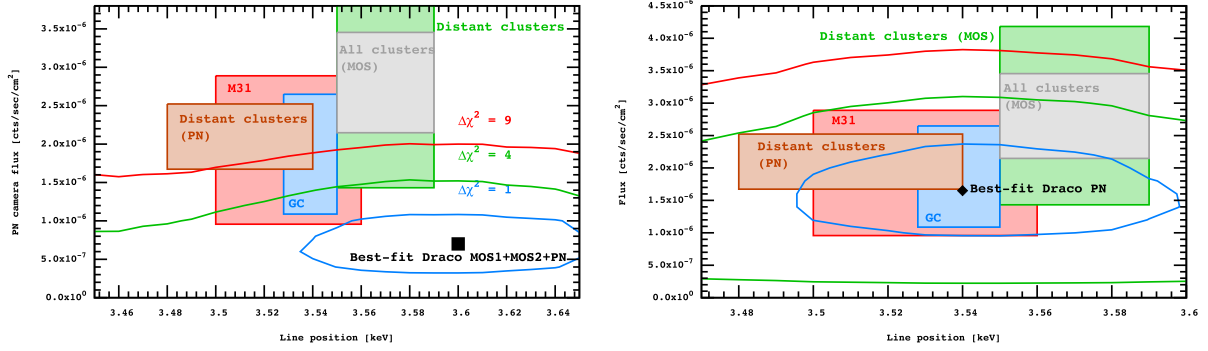 3.5x10⁻⁶
3.0x10⁻⁶
2.5x10⁻⁶
2.0x10⁻⁶
1.5x10⁻⁶
1.0x10⁻⁶
5.0x10⁻⁷
0.0x10⁰
PN camera flux [cts/sec/cm²]
Distant clusters
All clusters
(MOS)
M31
Distant clusters
(PN)
GC
Δχ² = 9
Δχ² = 4
Δχ² = 1
Best-fit Draco MOS1+MOS2+PN
3.46 3.48 3.5 3.52 3.54 3.56 3.58 3.6 3.62 3.64
Line position [keV]
4.5x10⁻⁶
4.0x10⁻⁶
3.5x10⁻⁶
3.0x10⁻⁶
2.5x10⁻⁶
2.0x10⁻⁶
1.5x10⁻⁶
1.0x10⁻⁶
5.0x10⁻⁷
0.0x10⁰
Flux [cts/sec/cm²]
Distant clusters (MOS)
All clusters
(MOS)
M31
Distant clusters
(PN)
Best-fit Draco PN
GC
3.48 3.5 3.52 3.54 3.56 3.58 3.6
Line position [keV]